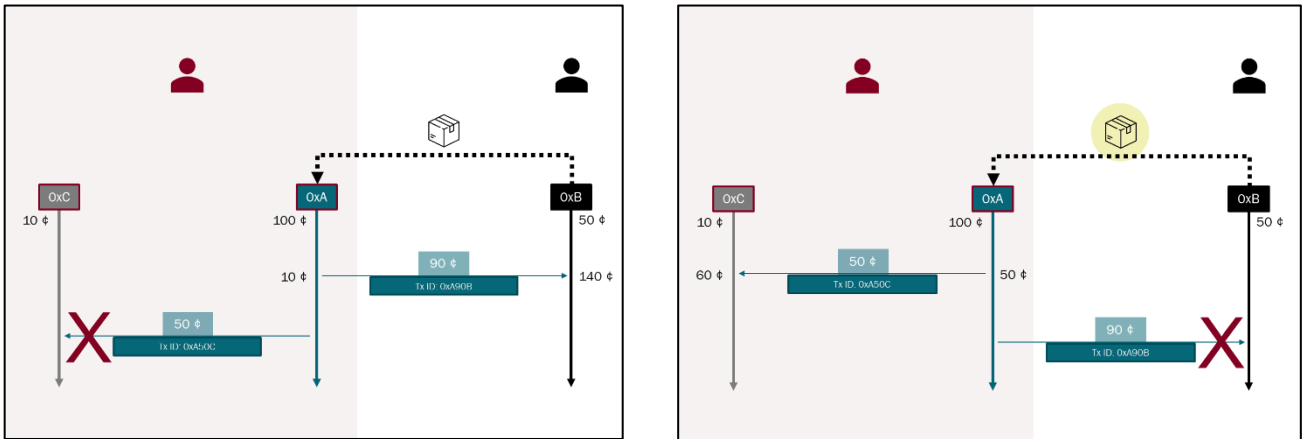 0xC
0xA
0xB
10 ¢
100 ¢
50 ¢
90 ¢
10 ¢
140 ¢
Tx ID: 0xA90B
50 ¢
Tx ID: 0xA50C
0xC
0xA
0xB
10 ¢
100 ¢
50 ¢
50 ¢
60 ¢
50 ¢
Tx ID: 0xA50C
90 ¢
Tx ID: 0xA90B